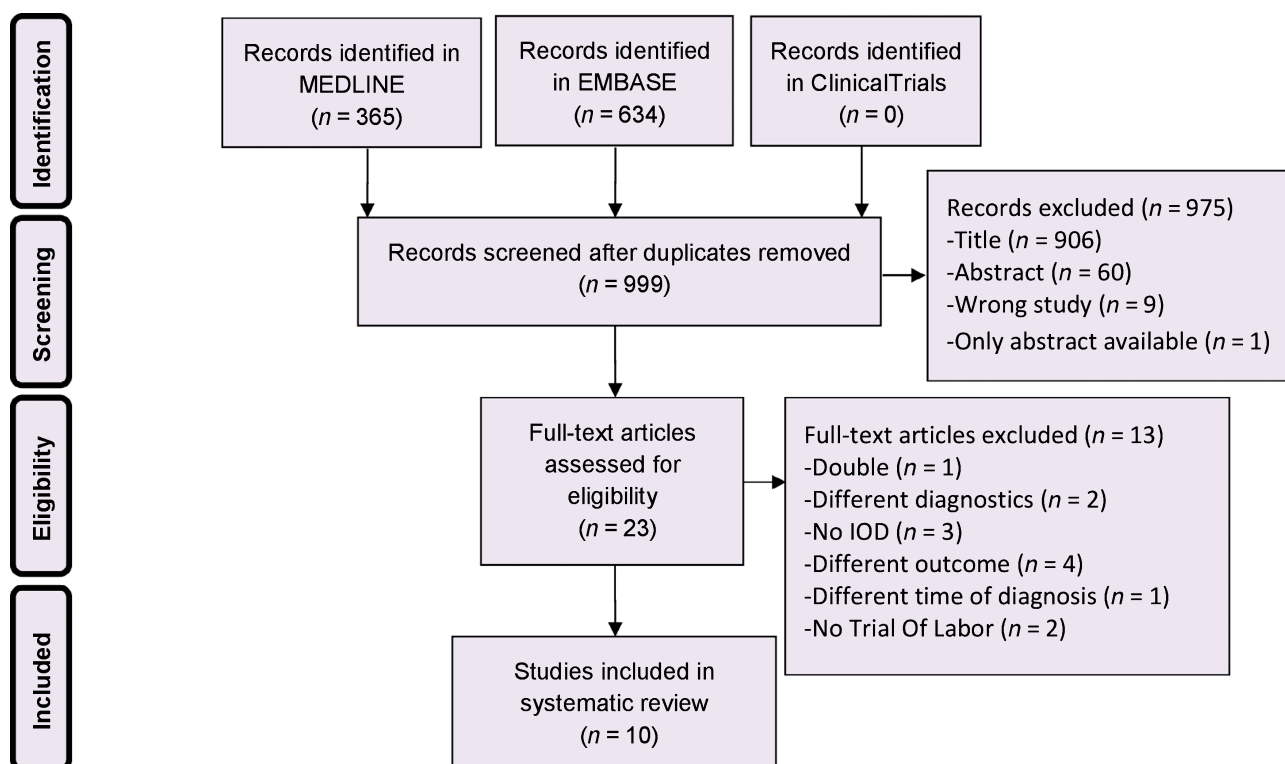 Identification
Records identified in
MEDLINE
(n = 365)
Records identified
in EMBASE
(n = 634)
Records identified
in ClinicalTrials
(n = 0)
Screening
Records screened after duplicates removed
(n = 999)
Records excluded (n = 975)
-Title (n = 906)
-Abstract (n = 60)
-Wrong study (n = 9)
-Only abstract available (n = 1)
Eligibility
Full-text articles
assessed for
eligibility
(n = 23)
Full-text articles excluded (n = 13)
-Double (n = 1)
-Different diagnostics (n = 2)
-No IOD (n = 3)
-Different outcome (n = 4)
-Different time of diagnosis (n = 1)
-No Trial Of Labor (n = 2)
Included
Studies included in
systematic review
(n = 10)